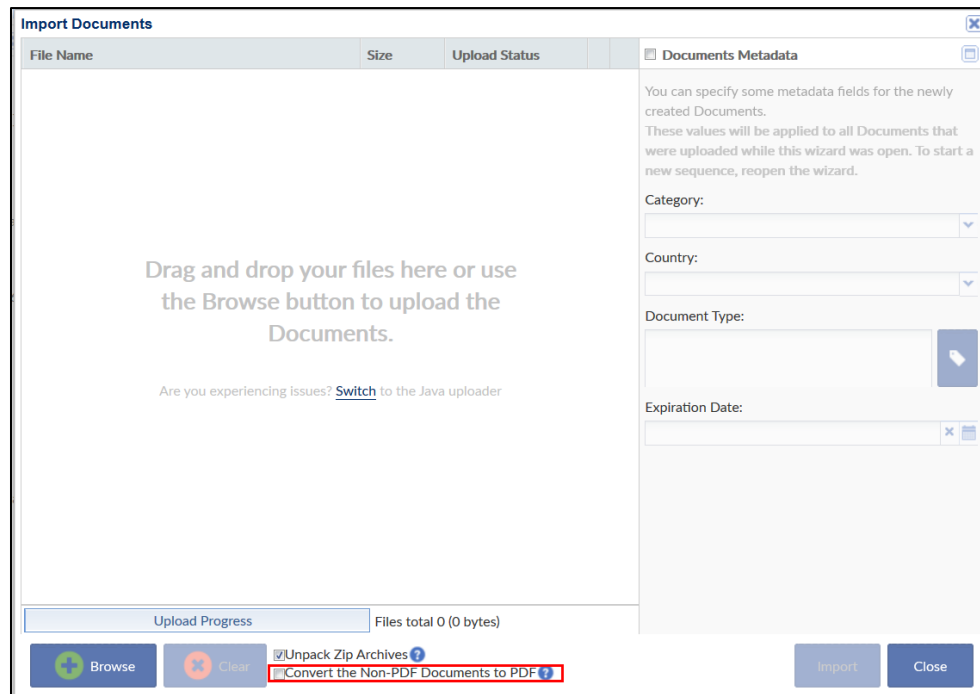 Import Documents
File Name Size Upload Status
Documents Metadata
You can specify some metadata fields for the newly
created Documents.
These values will be applied to all Documents that
were uploaded while this wizard was open. To start a
new sequence, reopen the wizard.
Category:
Country:
Document Type:
Expiration Date:
Drag and drop your files here or use
the Browse button to upload the
Documents.
Are you experiencing issues? Switch to the Java uploader
Upload Progress Files total 0 (0 bytes)
Browse
Clear
Unpack Zip Archives ?
Convert the Non-PDF Documents to PDF ?
Import
Close